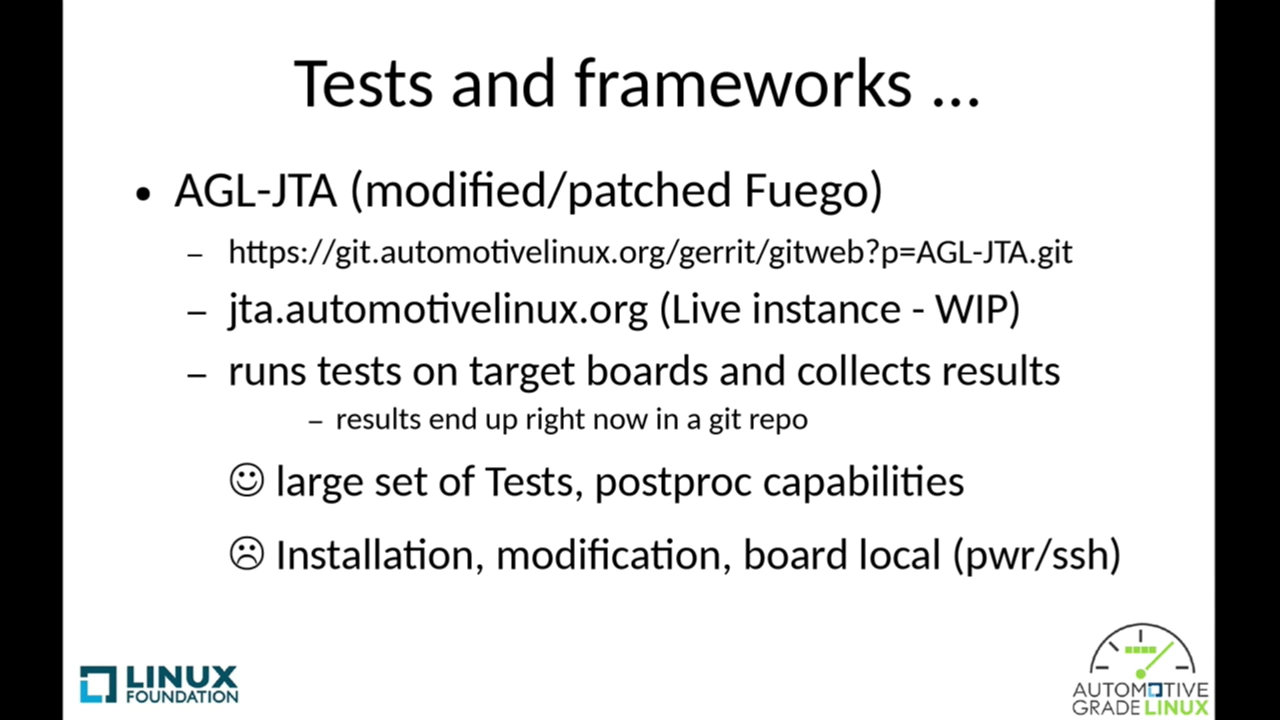 Tests and frameworks ...
• AGL-JTA (modified/patched Fuego)
– https://git.automotivelinux.org/gerrit/gitweb?p=AGL-JTA.git
– jta.automotivelinux.org (Live instance - WIP)
– runs tests on target boards and collects results
– results end up right now in a git repo
☺ large set of Tests, postproc capabilities
☹ Installation, modification, board local (pwr/ssh)
LINUX
FOUNDATION
AUTOMOTIVE
GRADE LINUX